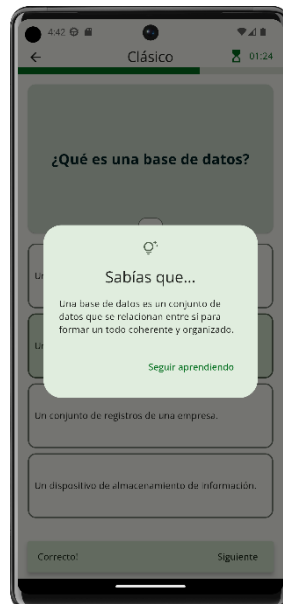 4:42
Clásico
01:24
¿Qué es una base de datos?
Un
Un
Sabías que...
Una base de datos es un conjunto de
datos que se relacionan entre sí para
formar un todo coherente y organizado.
Seguir aprendiendo
Un conjunto de registros de una empresa.
Un dispositivo de almacenamiento de información.
Correcto!
Siguiente